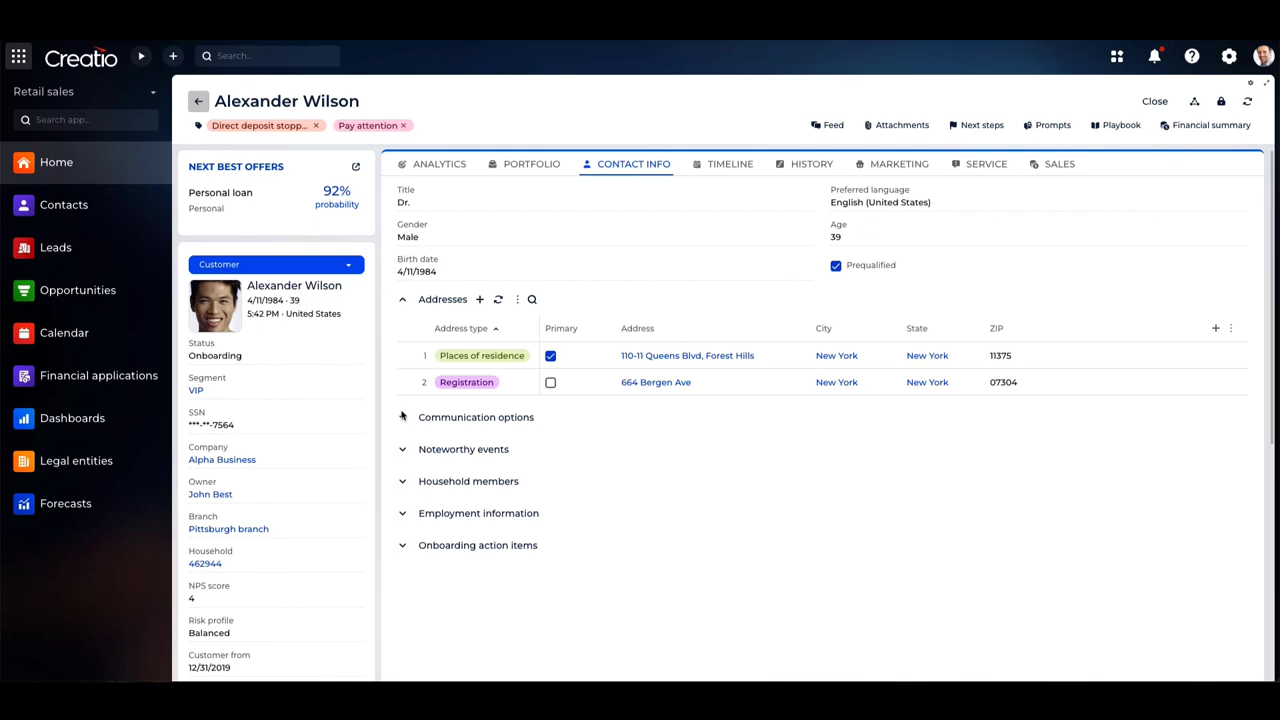 Creatio
Search...
Retail sales
Search app...
Home
Contacts
Leads
Opportunities
Calendar
Financial applications
Dashboards
Legal entities
Forecasts
Alexander Wilson
Close
Direct deposit stopp... ×
Pay attention ×
Feed
Attachments
Next steps
Prompts
Playbook
Financial summary
NEXT BEST OFFERS
Personal loan
Personal
92%
probability
Customer
Alexander Wilson
4/11/1984 · 39
5:42 PM · United States
Status
Onboarding
Segment
VIP
SSN
***-**-7564
Company
Alpha Business
Owner
John Best
Branch
Pittsburgh branch
Household
462944
NPS score
4
Risk profile
Balanced
Customer from
12/31/2019
ANALYTICS
PORTFOLIO
CONTACT INFO
TIMELINE
HISTORY
MARKETING
SERVICE
SALES
Title
Dr.
Preferred language
English (United States)
Gender
Male
Age
39
Birth date
4/11/1984
Prequalified
Addresses
Address type Primary Address City State ZIP
1 Places of residence 110-11 Queens Blvd, Forest Hills New York New York 11375
2 Registration 664 Bergen Ave New York New York 07304
Communication options
Noteworthy events
Household members
Employment information
Onboarding action items